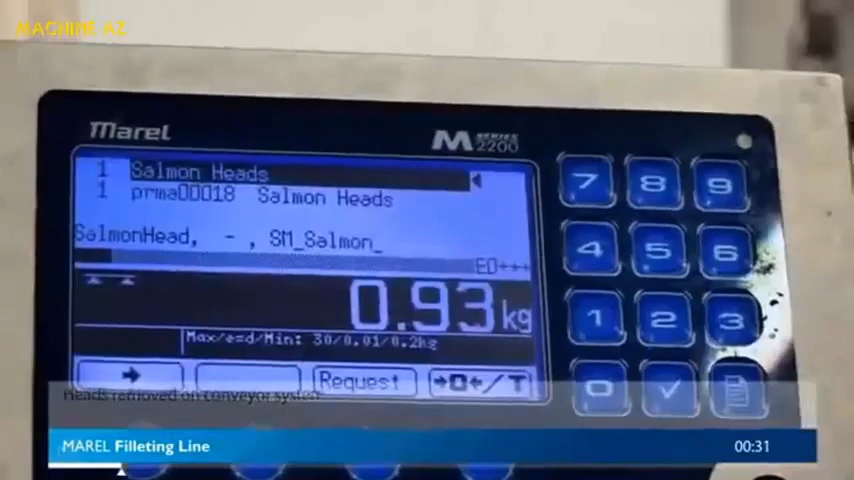 MACHINE AZ
Marel
M SERIES 2200
1 Salmon Heads
1 prma00018 Salmon Heads
SalmonHead, - , SM_Salmon_
ED+++
0.93 kg
Max/e=d/Min: 30/0.01/0.2kg
➔ Request ➔0←/T
7 8 9
4 5 6
1 2 3
0 ✓
Heads removed on conveyor system
MAREL Filleting Line 00:31